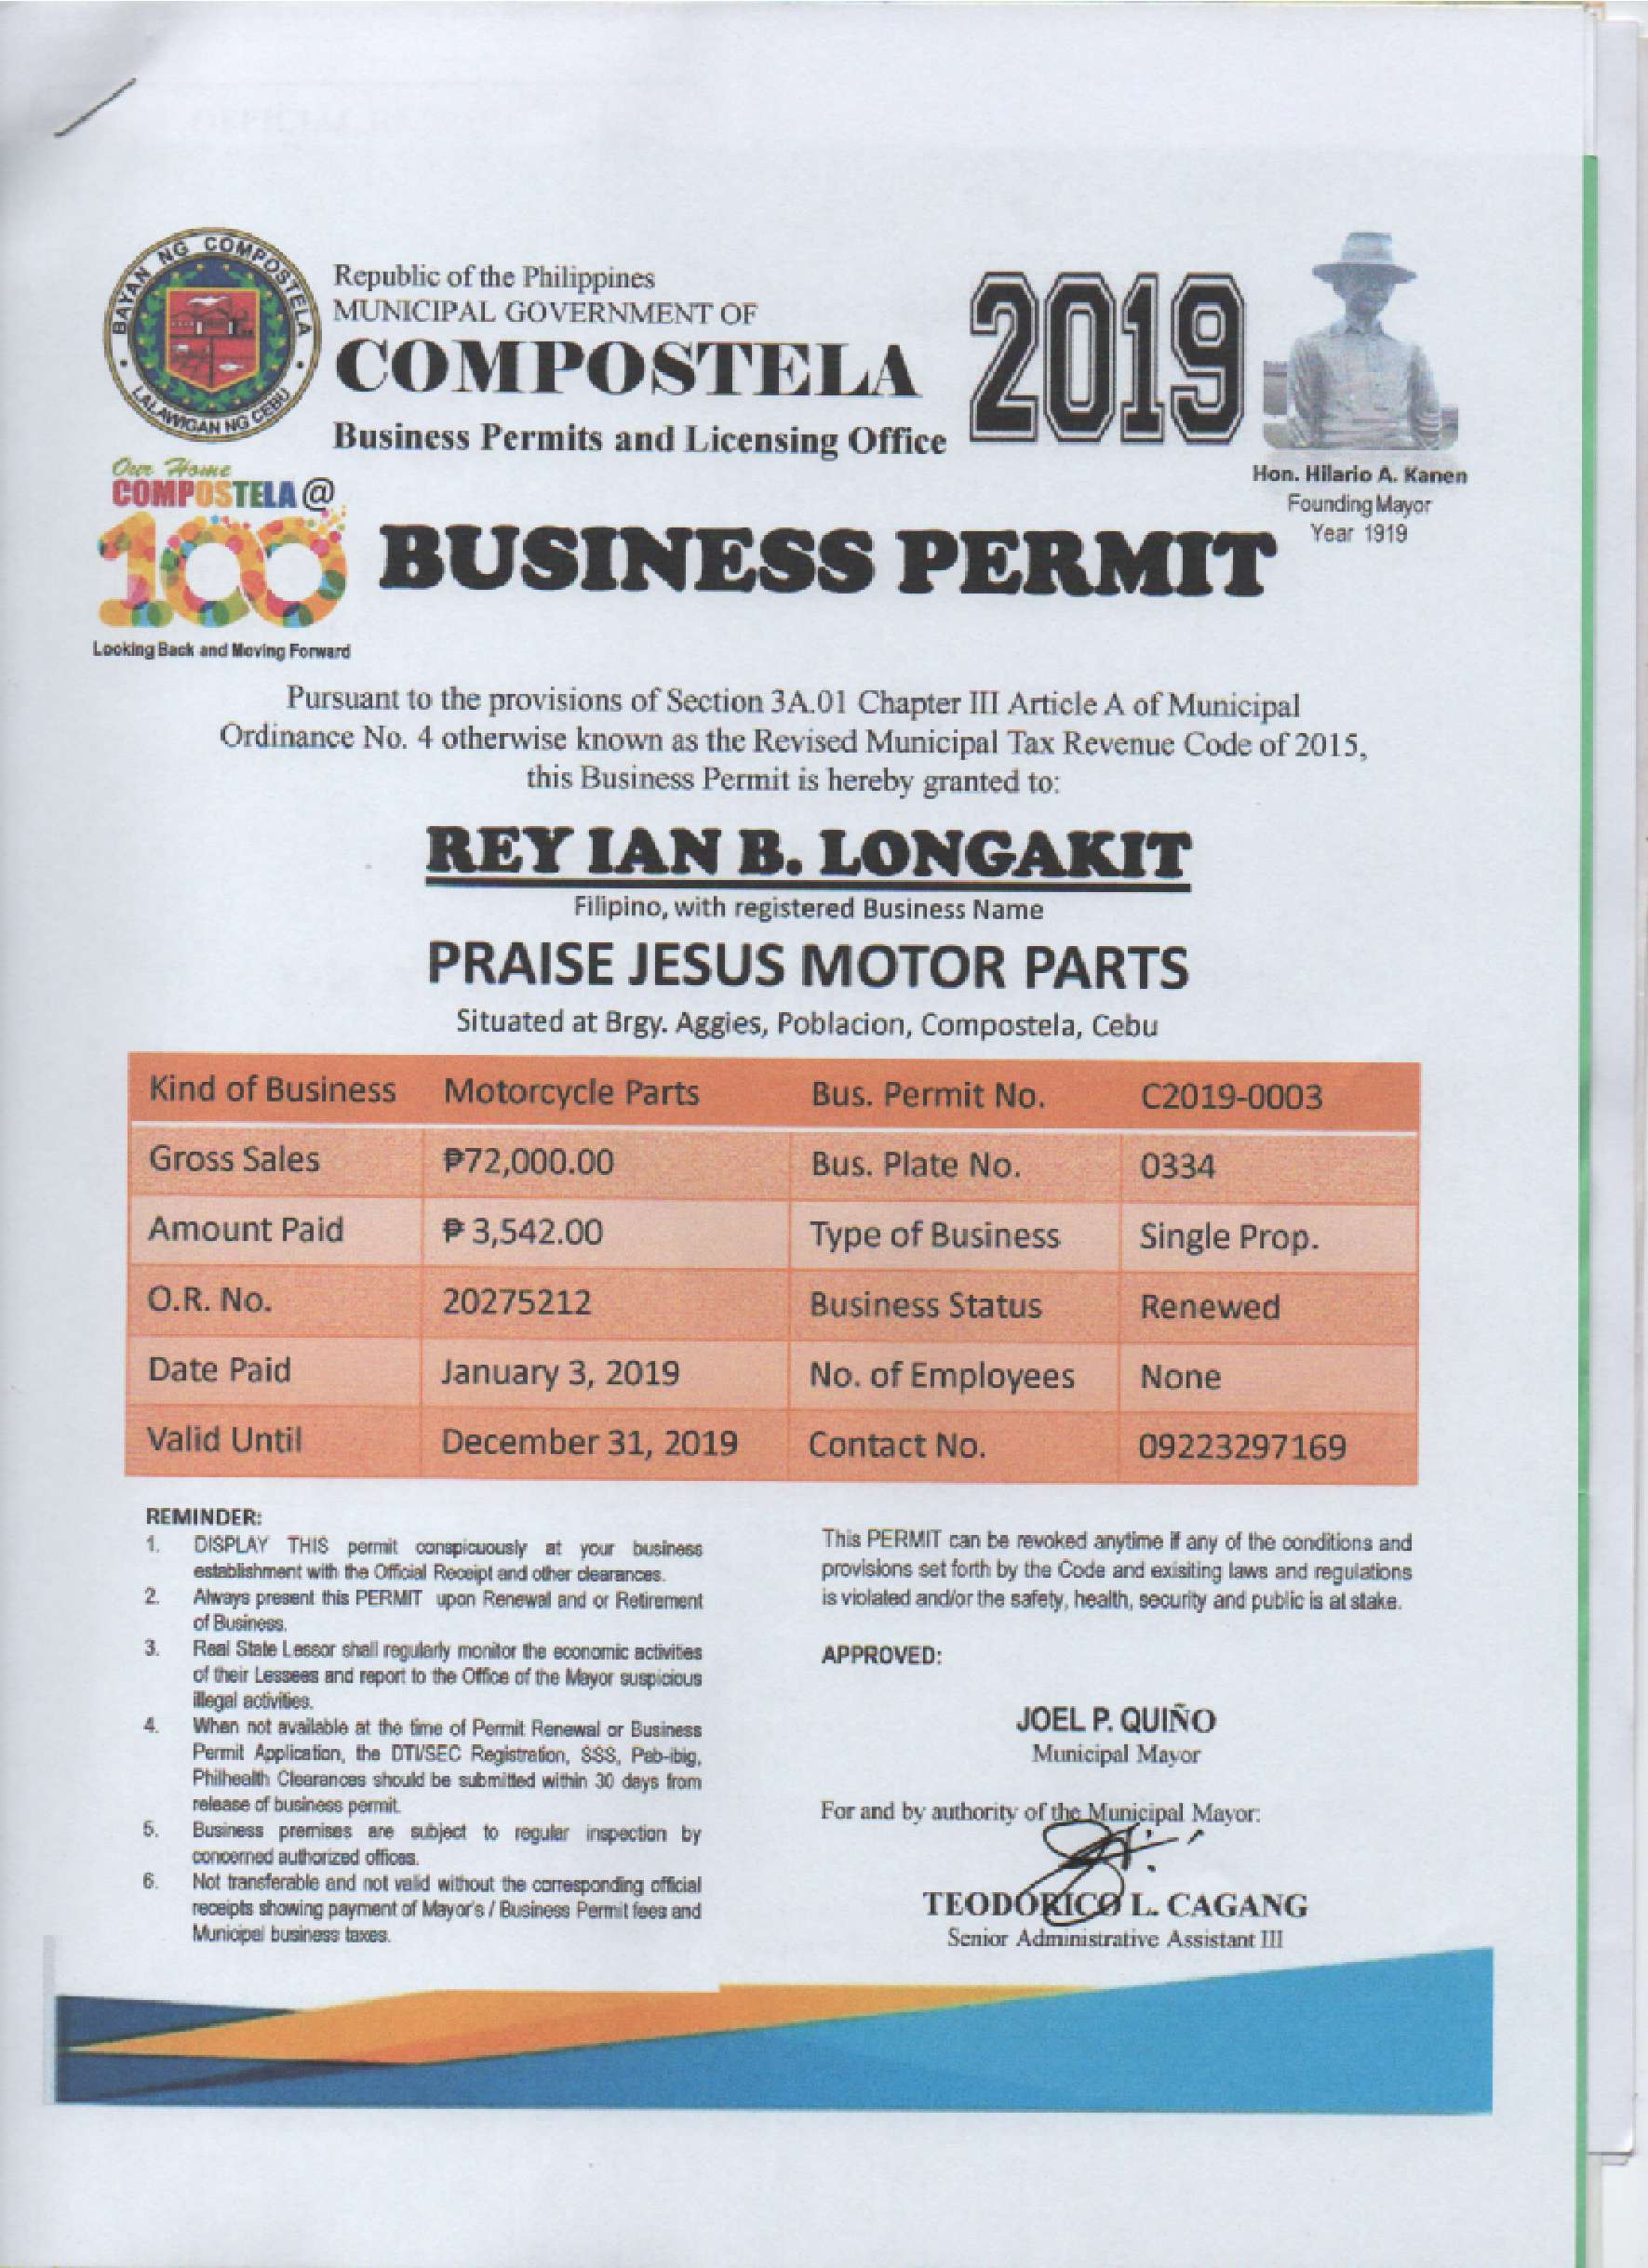 BAYAN NG COMPOSTELA
LALAWIGAN NG CEBU
Republic of the Philippines
MUNICIPAL GOVERNMENT OF
COMPOSTELA
Business Permits and Licensing Office
2019
Hon. Hilario A. Kanen
Founding Mayor
Year 1919
Our Home
COMPOSTELA @
100
Looking Back and Moving Forward
BUSINESS PERMIT
Pursuant to the provisions of Section 3A.01 Chapter III Article A of Municipal
Ordinance No. 4 otherwise known as the Revised Municipal Tax Revenue Code of 2015,
this Business Permit is hereby granted to:
REY IAN B. LONGAKIT
Filipino, with registered Business Name
PRAISE JESUS MOTOR PARTS
Situated at Brgy. Aggies, Poblacion, Compostela, Cebu
Kind of Business Motorcycle Parts Bus. Permit No. C2019-0003
Gross Sales ₱72,000.00 Bus. Plate No. 0334
Amount Paid ₱ 3,542.00 Type of Business Single Prop.
O.R. No. 20275212 Business Status Renewed
Date Paid January 3, 2019 No. of Employees None
Valid Until December 31, 2019 Contact No. 09223297169
REMINDER:
1. DISPLAY THIS permit conspicuously at your business
establishment with the Official Receipt and other clearances.
2. Always present this PERMIT upon Renewal and or Retirement
of Business.
3. Real State Lessor shall regularly monitor the economic activities
of their Lessees and report to the Office of the Mayor suspicious
illegal activities.
4. When not available at the time of Permit Renewal or Business
Permit Application, the DTI/SEC Registration, SSS, Pab-ibig,
Philhealth Clearances should be submitted within 30 days from
release of business permit.
5. Business premises are subject to regular inspection by
concerned authorized offices.
6. Not transferable and not valid without the corresponding official
receipts showing payment of Mayor's / Business Permit fees and
Municipal business taxes.
This PERMIT can be revoked anytime if any of the conditions and
provisions set forth by the Code and exisiting laws and regulations
is violated and/or the safety, health, security and public is at stake.
APPROVED:
JOEL P. QUIÑO
Municipal Mayor
For and by authority of the Municipal Mayor:
TEODORICO L. CAGANG
Senior Administrative Assistant III